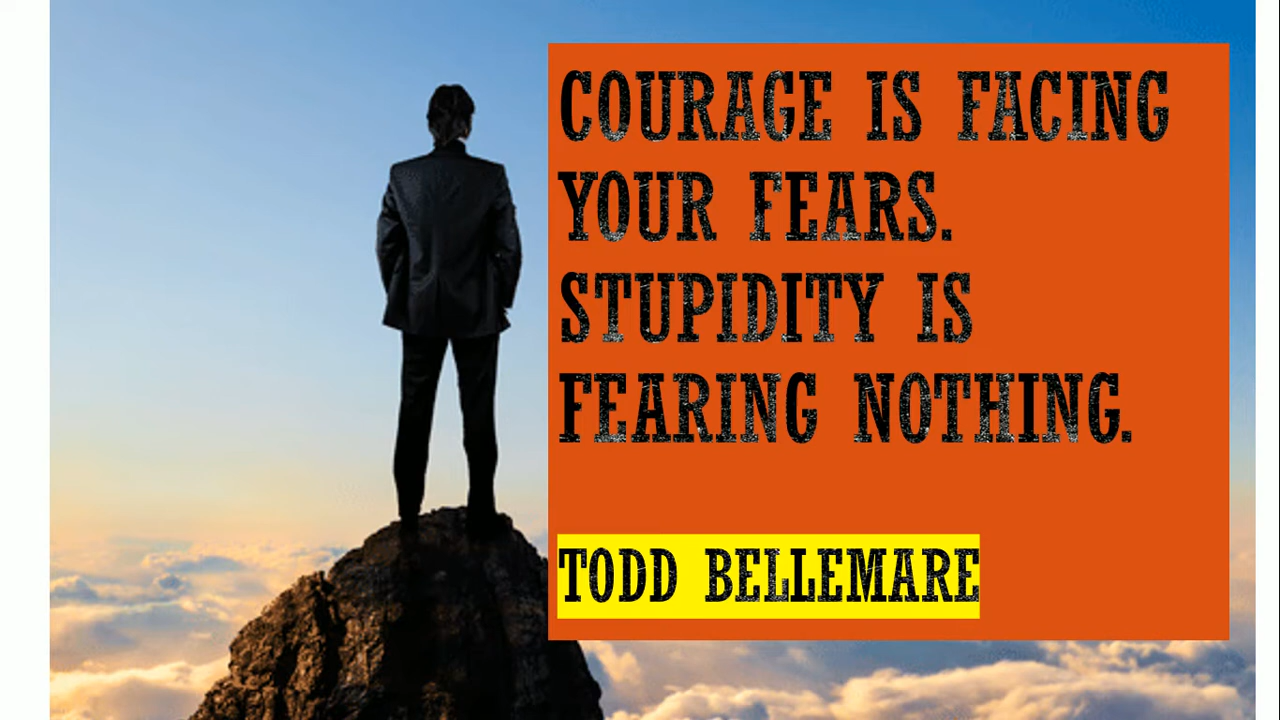 COURAGE IS FACING
YOUR FEARS.
STUPIDITY IS
FEARING NOTHING.
TODD BELLEMARE